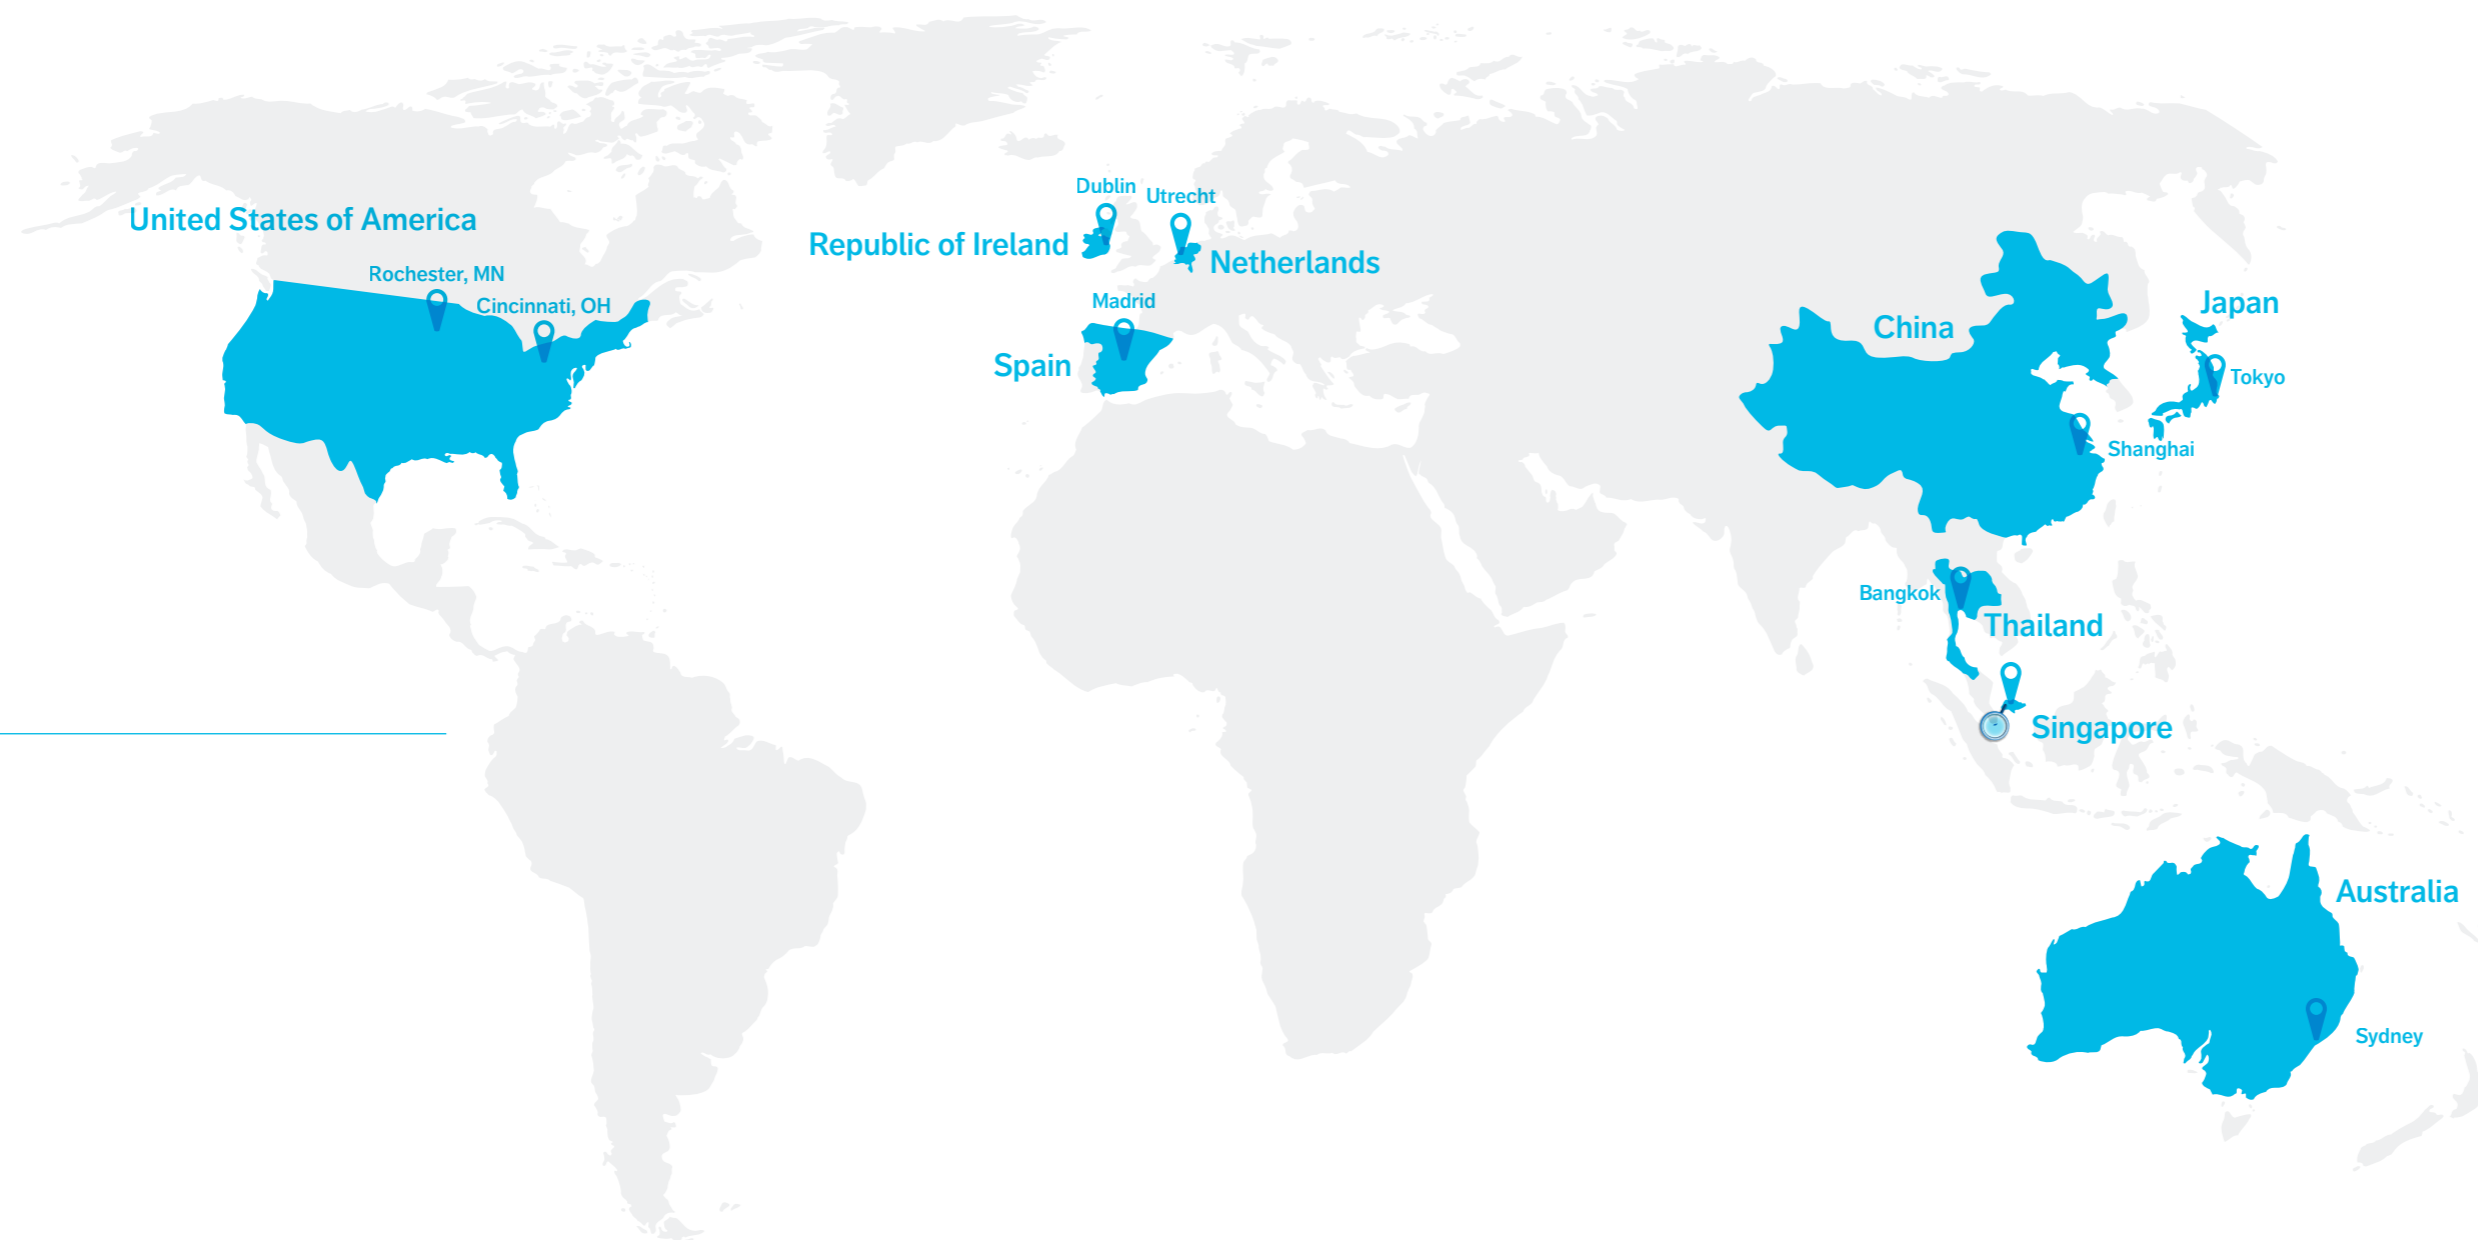 Dublin
Utrecht
United States of America
Republic of Ireland
Netherlands
Rochester, MN
Cincinnati, OH
Madrid
Japan
China
Spain
Tokyo
Shanghai
Bangkok
Thailand
Singapore
Australia
Sydney